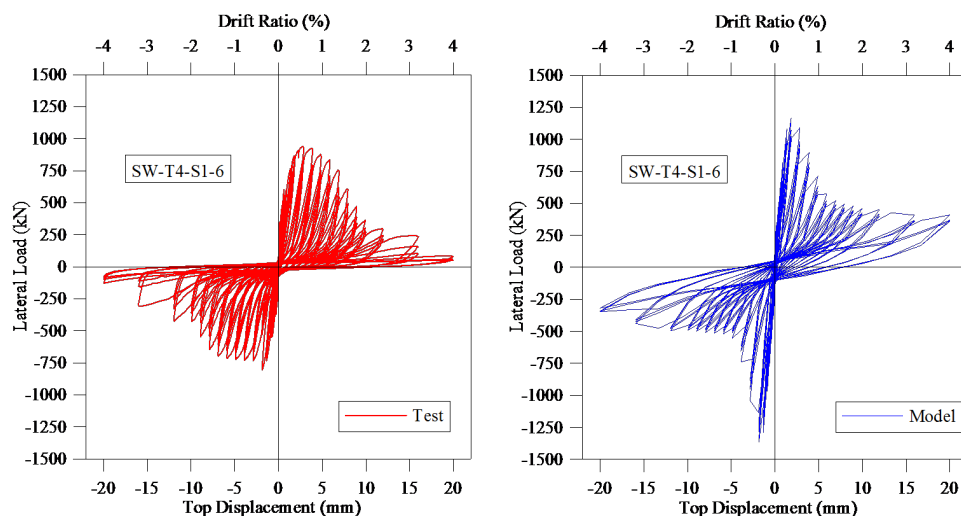 Drift Ratio (%)
-4 -3 -2 -1 0 1 2 3 4
1500
1250
1000
750
500
250
0
-250
-500
-750
-1000
-1250
-1500
Lateral Load (kN)
SW-T4-S1-6
Test
-20 -15 -10 -5 0 5 10 15 20
Top Displacement (mm)
Drift Ratio (%)
-4 -3 -2 -1 0 1 2 3 4
1500
1250
1000
750
500
250
0
-250
-500
-750
-1000
-1250
-1500
Lateral Load (kN)
SW-T4-S1-6
Model
-20 -15 -10 -5 0 5 10 15 20
Top Displacement (mm)